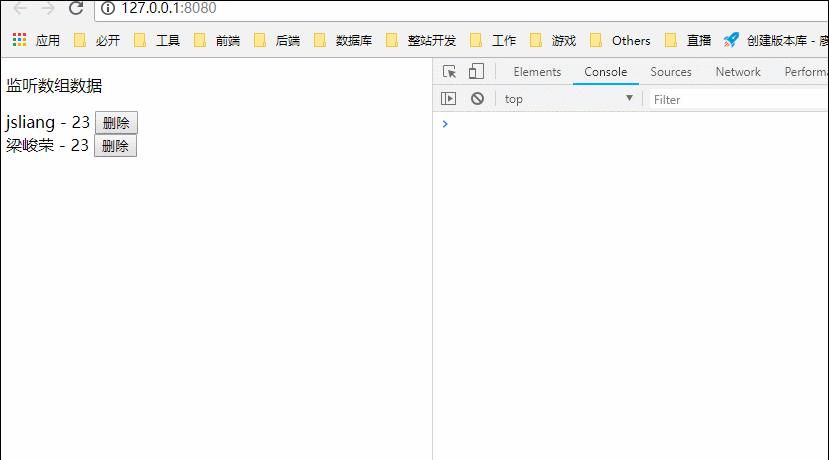 127.0.0.1:8080
应用 必开 工具 前端 后端 数据库 整站开发 工作 游戏 Others 直播 创建版本库 - 廖
监听数组数据
jsliang - 23 删除
梁峻荣 - 23 删除
Elements Console Sources Network Performa
top Filter